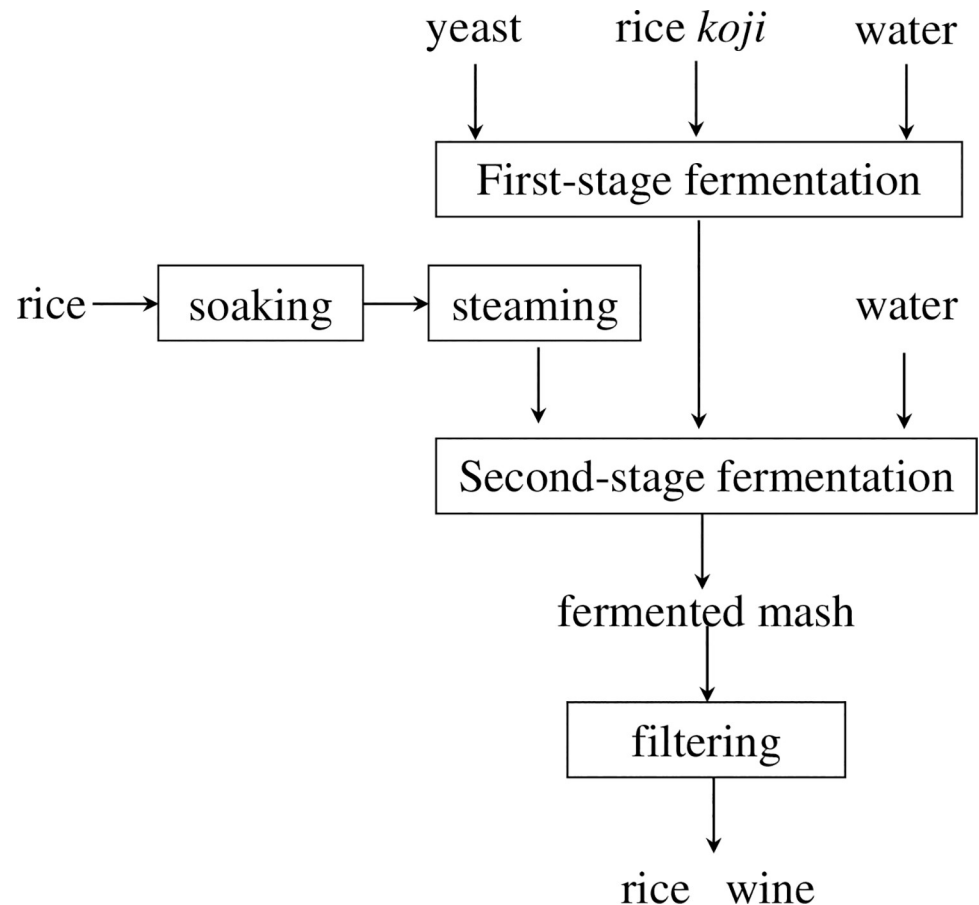 yeast rice koji water
First-stage fermentation
rice soaking steaming water
Second-stage fermentation
fermented mash
filtering
rice wine